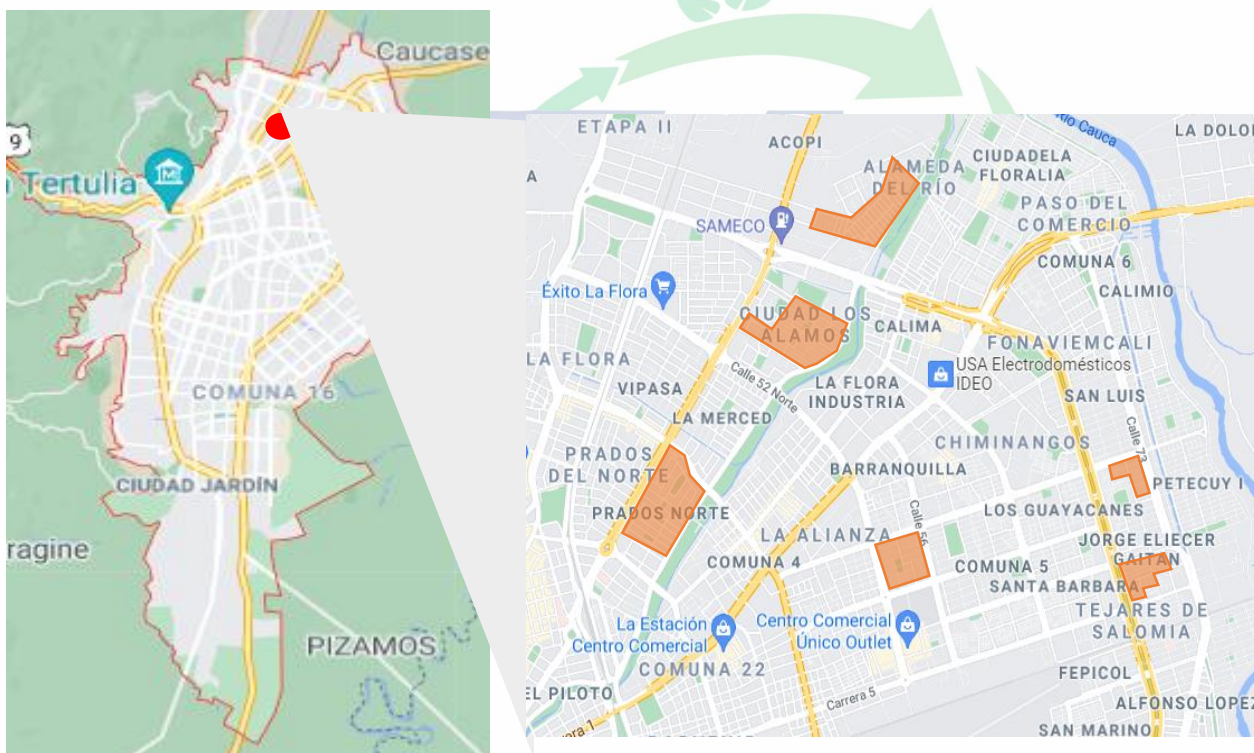 Caucase
9
Tertulia
COMUNA 16
CIUDAD JARDÍN
ragine
PIZAMOS
ETAPA II
ACOPI
Cauca
LA DOLO
A
ALAMEDA
DEL RÍO
CIUDADELA
FLORALIA
SAMECO
PASO DEL
COMERCIO
COMUNA 6
Éxito La Flora
CALIMIO
CIUDAD LOS
ALAMOS
CALIMA
FONAVIEMCALI
LA FLORA
VIPASA
Calle 52 Norte
LA FLORA
INDUSTRIA
USA Electrodomésticos
IDEO
SAN LUIS
LA MERCED
CHIMINANGOS
Calle 73
PRADOS
DEL NORTE
BARRANQUILLA
PETECUY I
PRADOS NORTE
LOS GUAYACANES
LA ALIANZA
Calle 56
JORGE ELIECER
GAITAN
COMUNA 4
COMUNA 5
SANTA BARBARA
TEJARES DE
SALOMIA
La Estación
Centro Comercial
Centro Comercial
Único Outlet
COMUNA 22
FEPICOL
EL PILOTO
Carrera 5
ALFONSO LOPEZ
rera 1
SAN MARINO